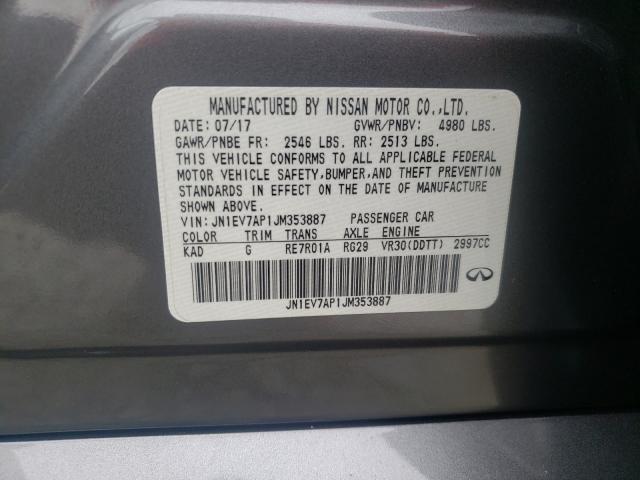 MANUFACTURED BY NISSAN MOTOR CO.,LTD.
DATE: 07/17 GVWR/PNBV: 4980 LBS.
GAWR/PNBE FR: 2546 LBS. RR: 2513 LBS.
THIS VEHICLE CONFORMS TO ALL APPLICABLE FEDERAL
MOTOR VEHICLE SAFETY,BUMPER,AND THEFT PREVENTION
STANDARDS IN EFFECT ON THE DATE OF MANUFACTURE
SHOWN ABOVE.
VIN: JN1EV7AP1JM353887 PASSENGER CAR
COLOR TRIM TRANS AXLE ENGINE
KAD G RE7R01A RG29 VR30(DDTT) 2997CC
JN1EV7AP1JM353887